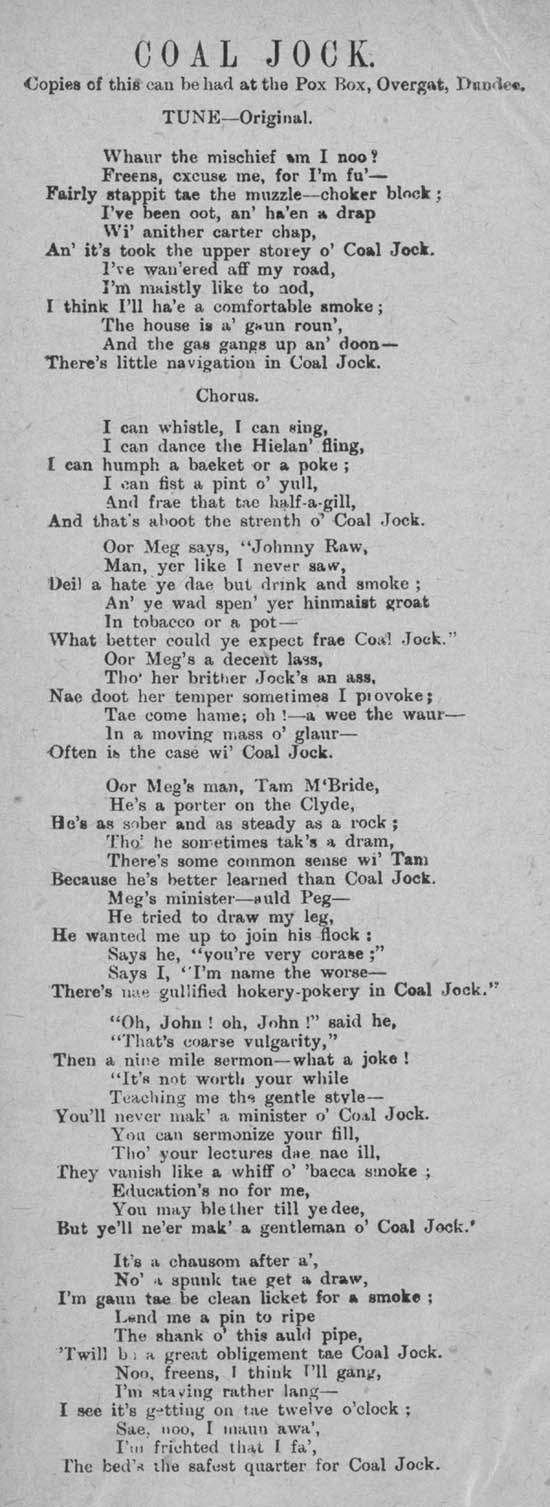 COAL JOCK.
Copies of this can be had at the Pox Box, Overgat, Dundee.
TUNE—Original.
Whaur the mischief am I noo?
Freens, excuse me, for I'm fu'—
Fairly stappit tae the muzzle—choker block;
I've been oot, an' ha'en a drap
Wi' anither carter chap,
An' it's took the upper storey o' Coal Jock.
I've wan'ered aff my road,
I'm maistly like to nod,
I think I'll ha'e a comfortable smoke;
The house is a' gaun roun',
And the gas gangs up an' doon—
There's little navigation in Coal Jock.
Chorus.
I can whistle, I can sing,
I can dance the Hielan' fling,
I can humph a baeket or a poke;
I can fist a pint o' yull,
And frae that tae half-a-gill,
And that's aboot the strenth o' Coal Jock.
Oor Meg says, "Johnny Raw,
Man, yer like I never saw,
Deil a hate ye dae but drink and smoke;
An' ye wad spen' yer hinmaist groat
In tobacco or a pot—
What better could ye expect frae Coal Jock."
Oor Meg's a decent lass,
Tho' her brither Jock's an ass,
Nae doot her temper sometimes I provoke;
Tae come hame; oh!—a wee the waur—
In a moving mass o' glaur—
Often is the case wi' Coal Jock.
Oor Meg's man, Tam M'Bride,
He's a porter on the Clyde,
He's as sober and as steady as a rock;
Tho' he sometimes tak's a dram,
There's some common sense wi' Tam
Because he's better learned than Coal Jock.
Meg's minister—auld Peg—
He tried to draw my leg,
He wanted me up to join his flock:
Says he, "you're very corase;"
Says I, "I'm name the worse—
There's nae gullified hokery-pokery in Coal Jock."
"Oh, John! oh, John!" said he,
"That's coarse vulgarity,"
Then a nine mile sermon—what a joke!
"It's not worth your while
Teaching me the gentle style—
You'll never mak' a minister o' Coal Jock.
You can sermonize your fill,
Tho' your lectures dae nae ill,
They vanish like a whiff o' 'bacca smoke;
Education's no for me,
You may blether till ye dee,
But ye'll ne'er mak' a gentleman o' Coal Jock.'
It's a chausom after a',
No' a spunk tae get a draw,
I'm gaun tae be clean licket for a smoke;
Lend me a pin to ripe
The shank o' this auld pipe,
'Twill be a great obligement tae Coal Jock.
Noo, freens, I think I'll gang,
I'm staying rather lang—
I see it's getting on tae twelve o'clock;
Sae, noo, I maun awa',
I'm frichted that I fa',
The bed's the safest quarter for Coal Jock.